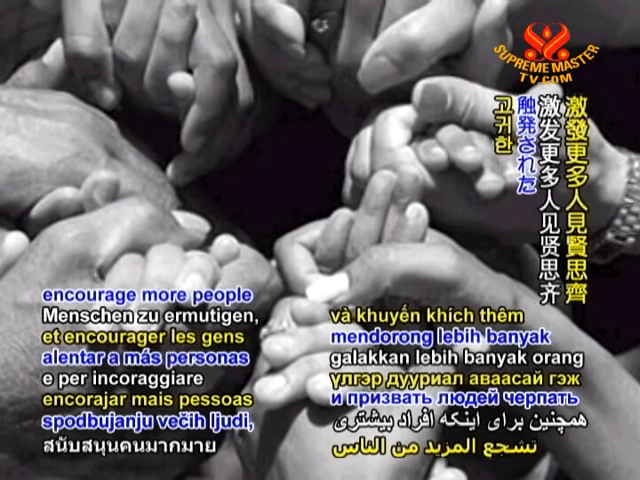 SUPREME MASTER
TV.COM
激發更多人見賢思齊
激发更多人见贤思齐
触発された
고귀한
encourage more people
Menschen zu ermutigen,
et encourager les gens
alentar a más personas
e per incoraggiare
encorajar mais pessoas
spodbujanju večih ljudi,
สนับสนุนคนมากมาย
và khuyến khích thêm
mendorong lebih banyak
galakkan lebih banyak orang
үлгэр дууриал аваасай гэж
и призвать людей черпать
همچنین برای اینکه افراد بیشتری
تشجع المزيد من الناس